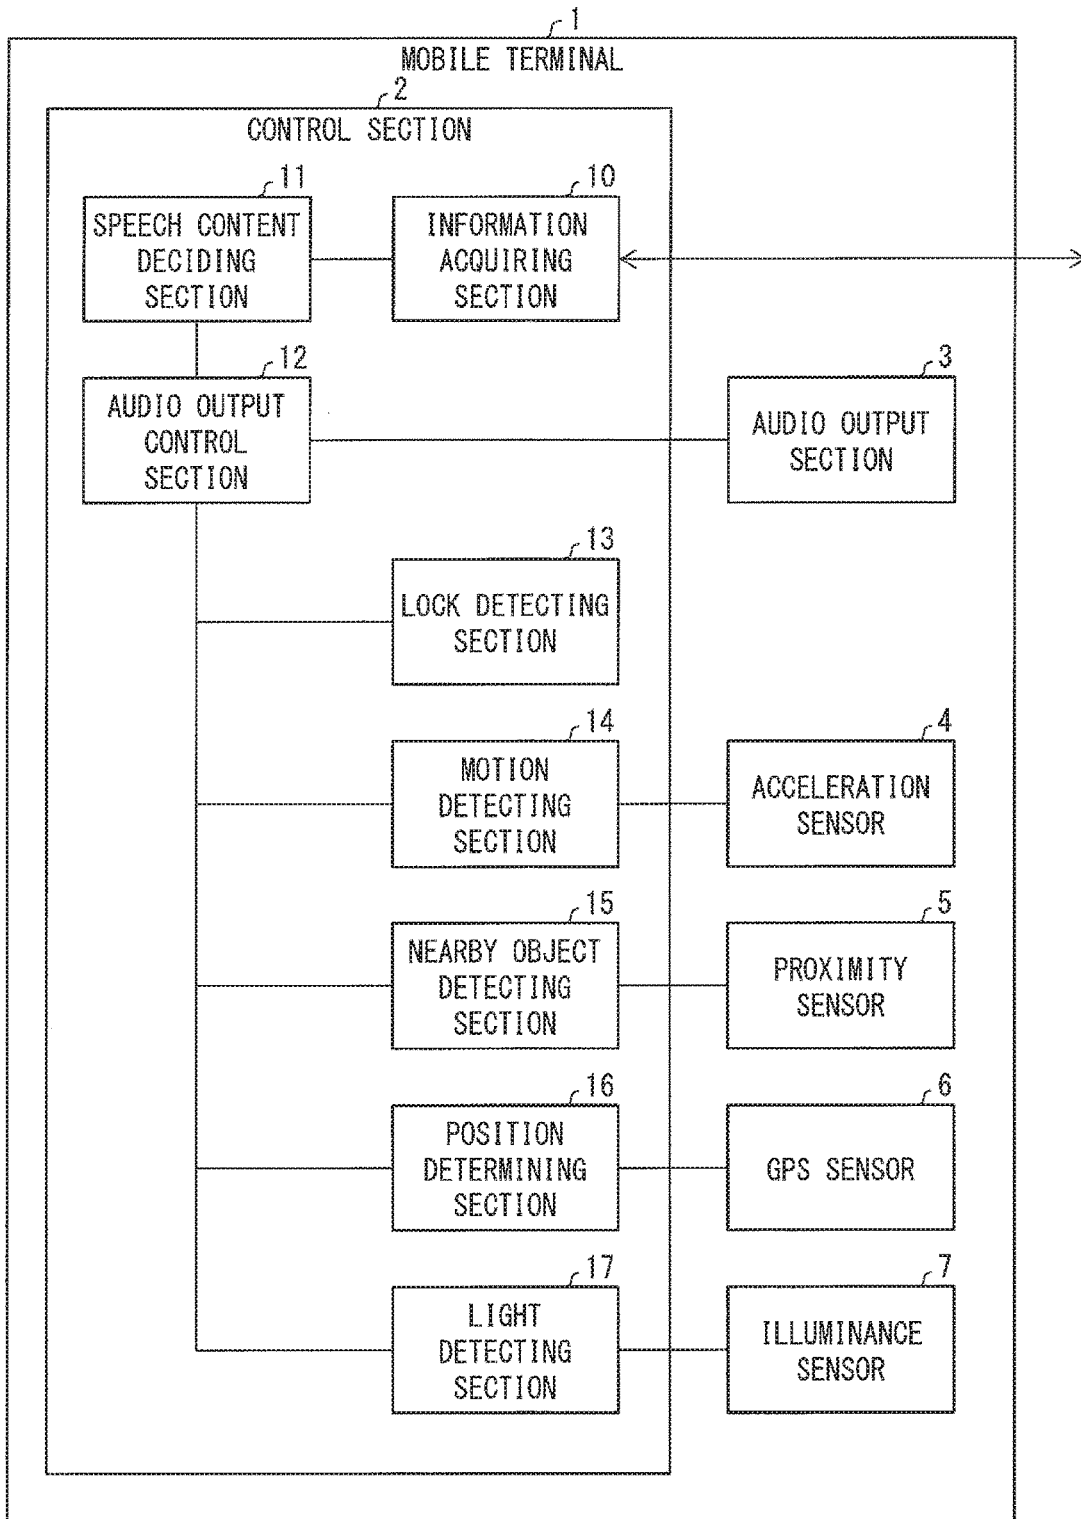 1
MOBILE TERMINAL
2
CONTROL SECTION
11
10
SPEECH CONTENT
DECIDING
SECTION
INFORMATION
ACQUIRING
SECTION
12
3
AUDIO OUTPUT
CONTROL
SECTION
AUDIO OUTPUT
SECTION
13
LOCK DETECTING
SECTION
14
4
MOTION
DETECTING
SECTION
ACCELERATION
SENSOR
15
5
NEARBY OBJECT
DETECTING
SECTION
PROXIMITY
SENSOR
16
6
POSITION
DETERMINING
SECTION
GPS SENSOR
17
7
LIGHT
DETECTING
SECTION
ILLUMINANCE
SENSOR